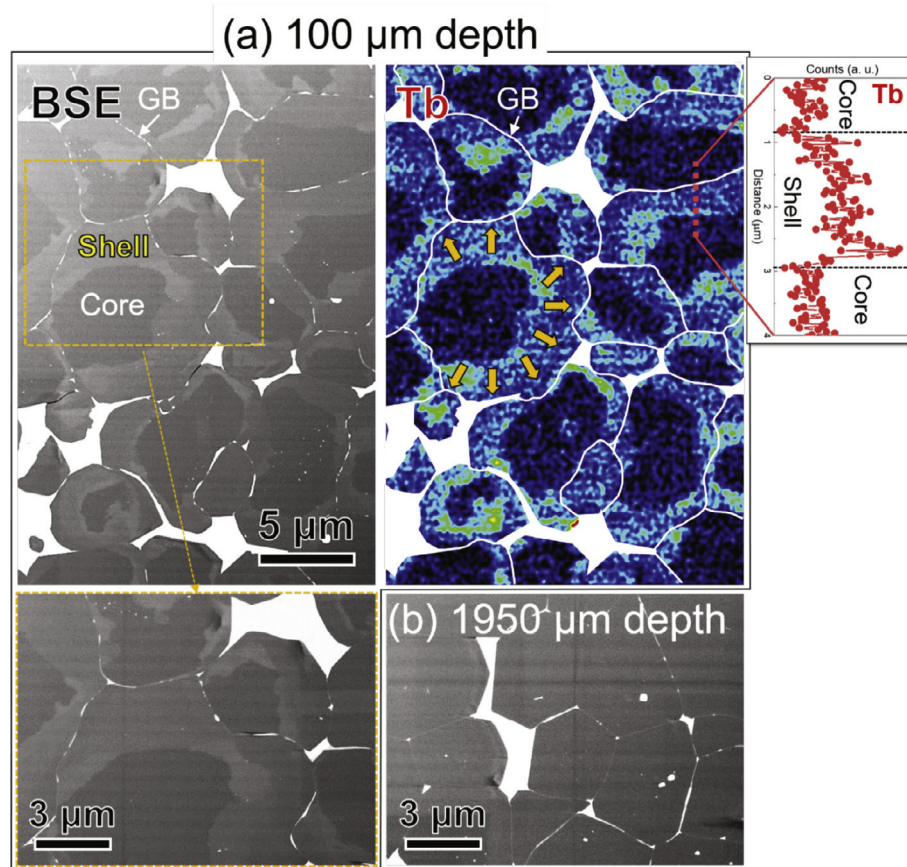 (a) 100 µm depth
BSE
GB
Shell
Core
5 µm
Tb
GB
Counts (a. u.)
Tb
0
1
2
3
4
Distance (µm)
Core
Shell
Core
3 µm
(b) 1950 µm depth
3 µm